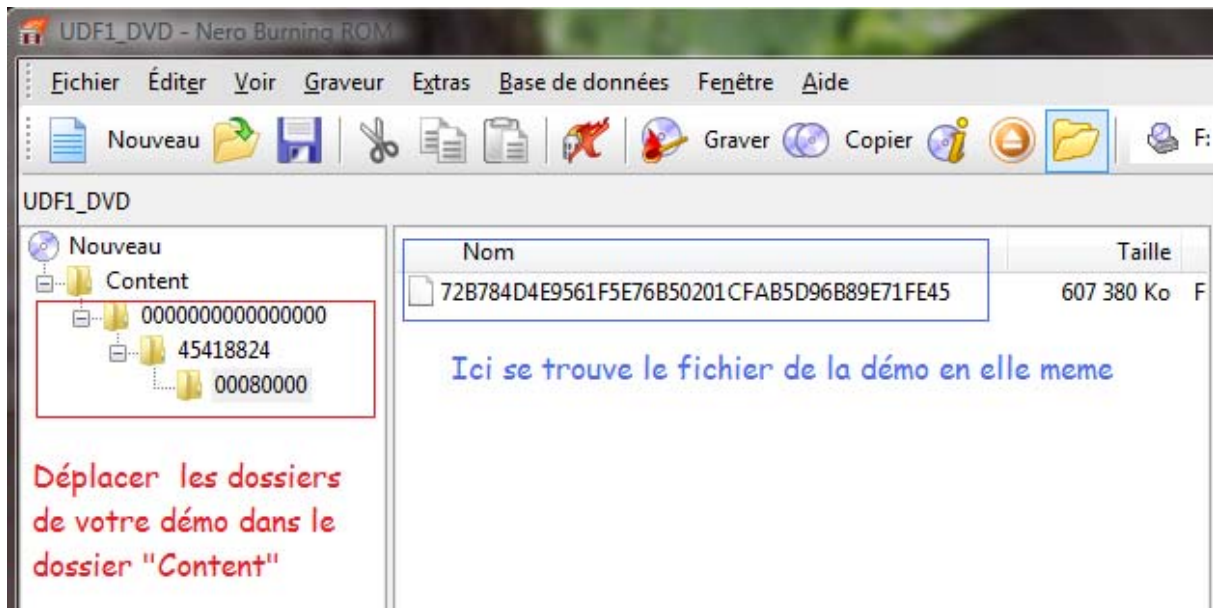 UDF1_DVD - Nero Burning ROM
Fichier Éditer Voir Graveur Extras Base de données Fenêtre Aide
Nouveau Graver Copier F:
UDF1_DVD
Nouveau
Content
0000000000000000
45418824
00080000
Nom Taille
72B784D4E9561F5E76B50201CFAB5D96B89E71FE45 607 380 Ko F
Ici se trouve le fichier de la démo en elle meme
Déplacer les dossiers
de votre démo dans le
dossier "Content"